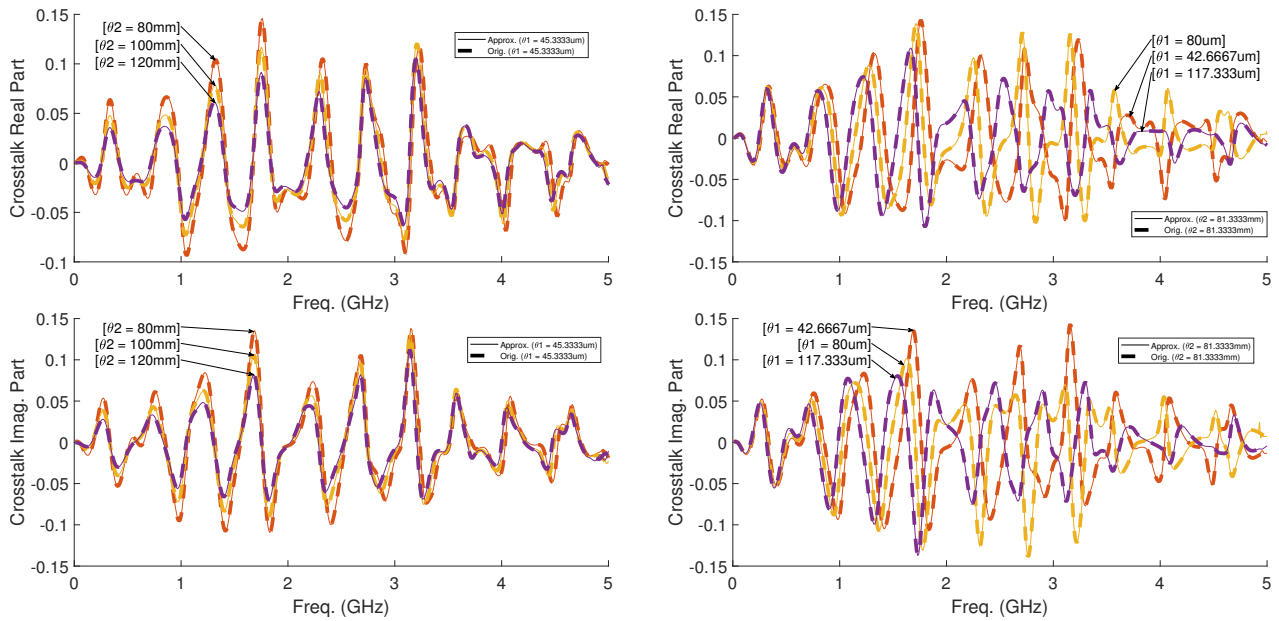 Crosstalk Real Part
0.15
0.1
0.05
0
-0.05
-0.1
[θ2 = 80mm]
[θ2 = 100mm]
[θ2 = 120mm]
Approx. (θ1 = 45.3333um)
Orig. (θ1 = 45.3333um)
0 1 2 3 4 5
Freq. (GHz)
Crosstalk Real Part
0.15
0.1
0.05
0
-0.05
-0.1
-0.15
[θ1 = 80um]
[θ1 = 42.6667um]
[θ1 = 117.333um]
Approx. (θ2 = 81.3333mm)
Orig. (θ2 = 81.3333mm)
0 1 2 3 4 5
Freq. (GHz)
Crosstalk Imag. Part
0.15
0.1
0.05
0
-0.05
-0.1
-0.15
[θ2 = 80mm]
[θ2 = 100mm]
[θ2 = 120mm]
Approx. (θ1 = 45.3333um)
Orig. (θ1 = 45.3333um)
0 1 2 3 4 5
Freq. (GHz)
Crosstalk Imag. Part
0.15
0.1
0.05
0
-0.05
-0.1
-0.15
[θ1 = 42.6667um]
[θ1 = 80um]
[θ1 = 117.333um]
Approx. (θ2 = 81.3333mm)
Orig. (θ2 = 81.3333mm)
0 1 2 3 4 5
Freq. (GHz)